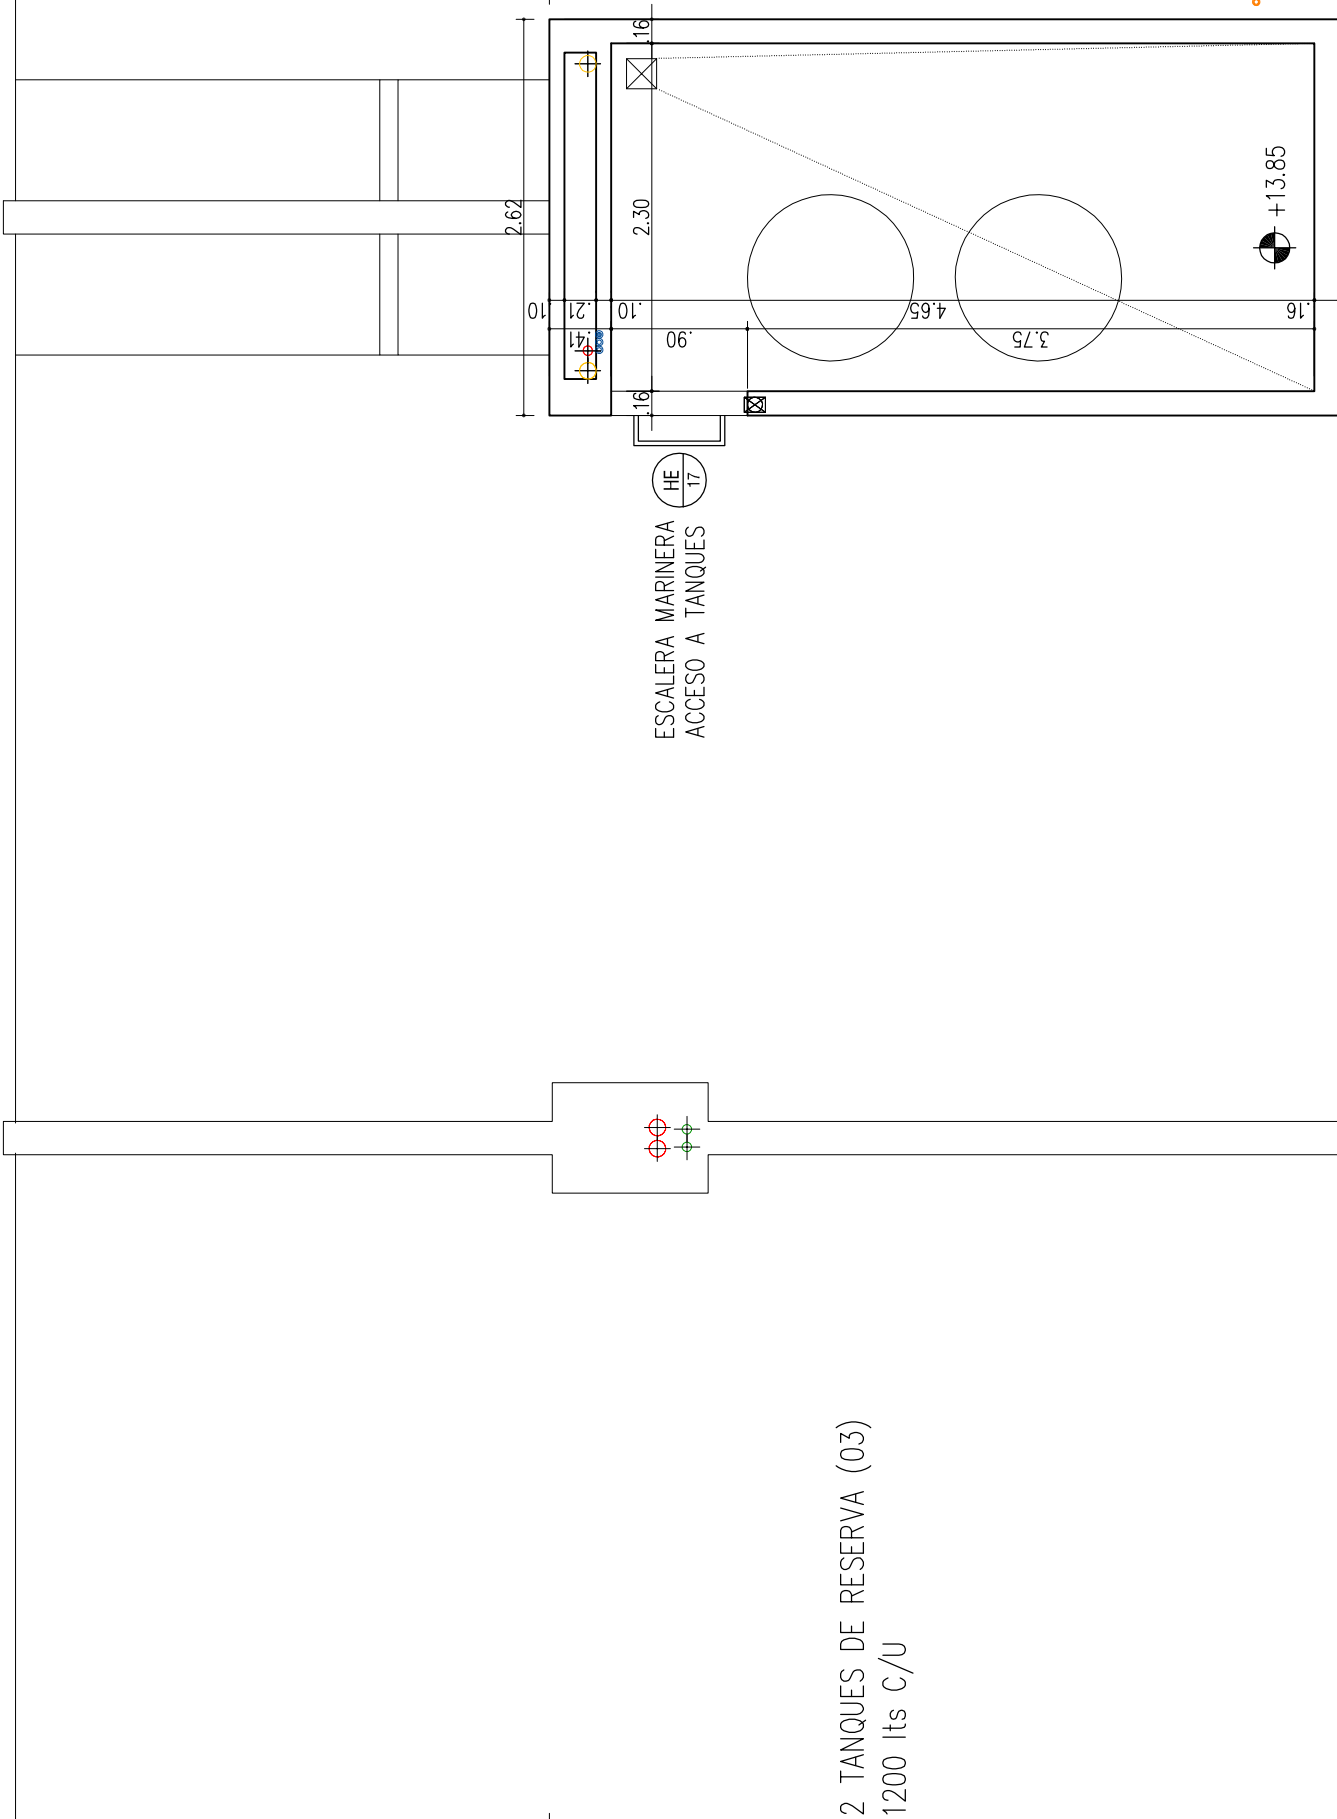 .16
2.62
2.30
+13.85
.10
.21
.10
4.65
.16
.41
.90
3.75
.16
HE
17
ESCALERA MARINERA
ACCESO A TANQUES
2 TANQUES DE RESERVA (03)
1200 lts C/U